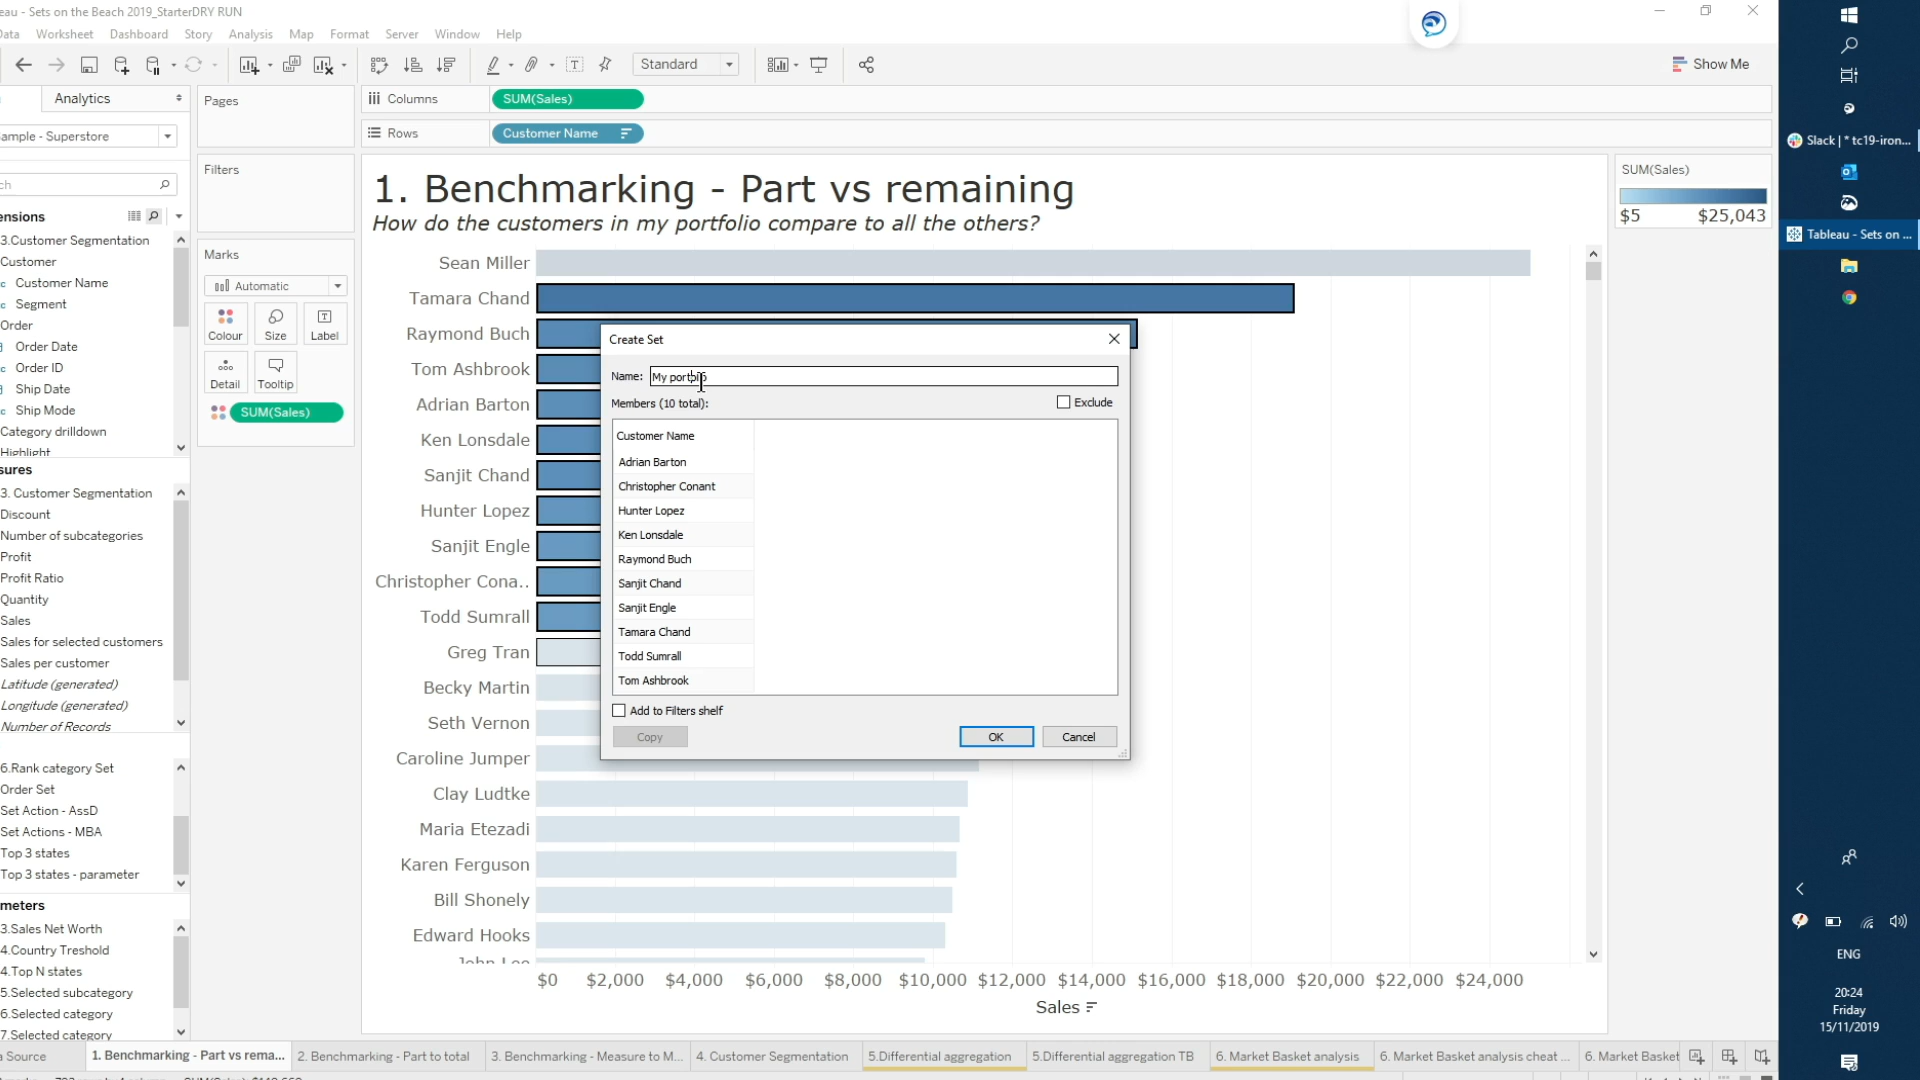 eau - Sets on the Beach 2019_StarterDRY RUN
Data Worksheet Dashboard Story Analysis Map Format Server Window Help
Standard
Show Me
Analytics
Pages
Columns
SUM(Sales)
ample - Superstore
Rows
Customer Name
Filters
ch
ensions
3.Customer Segmentation
Customer
Customer Name
Segment
Order
Order Date
Order ID
Ship Date
Ship Mode
Category drilldown
Highlight
sures
3. Customer Segmentation
Discount
Number of subcategories
Profit
Profit Ratio
Quantity
Sales
Sales for selected customers
Sales per customer
Latitude (generated)
Longitude (generated)
Number of Records
6.Rank category Set
Order Set
Set Action - AssD
Set Actions - MBA
Top 3 states
Top 3 states - parameter
meters
3.Sales Net Worth
4.Country Treshold
4.Top N states
5.Selected subcategory
6.Selected category
7.Selected category
Marks
Automatic
Colour Size Label
Detail Tooltip
SUM(Sales)
1. Benchmarking - Part vs remaining
How do the customers in my portfolio compare to all the others?
Sean Miller
Tamara Chand
Raymond Buch
Tom Ashbrook
Adrian Barton
Ken Lonsdale
Sanjit Chand
Hunter Lopez
Sanjit Engle
Christopher Cona..
Todd Sumrall
Greg Tran
Becky Martin
Seth Vernon
Caroline Jumper
Clay Ludtke
Maria Etezadi
Karen Ferguson
Bill Shonely
Edward Hooks
John Lee
$0 $2,000 $4,000 $6,000 $8,000 $10,000 $12,000 $14,000 $16,000 $18,000 $20,000 $22,000 $24,000
Sales
Create Set
Name: My
Members (10 total):
Exclude
Customer Name
Adrian Barton
Christopher Conant
Hunter Lopez
Ken Lonsdale
Raymond Buch
Sanjit Chand
Sanjit Engle
Tamara Chand
Todd Sumrall
Tom Ashbrook
Add to Filters shelf
Copy
OK
Cancel
SUM(Sales)
$5 $25,043
Slack | * tc19-iron...
Tableau - Sets on ...
ENG
20:24
Friday
15/11/2019
a Source
1. Benchmarking - Part vs rema...
2. Benchmarking - Part to total
3. Benchmarking - Measure to M...
4. Customer Segmentation
5.Differential aggregation
5.Differential aggregation TB
6. Market Basket analysis
6. Market Basket analysis cheat ...
6. Market Basket